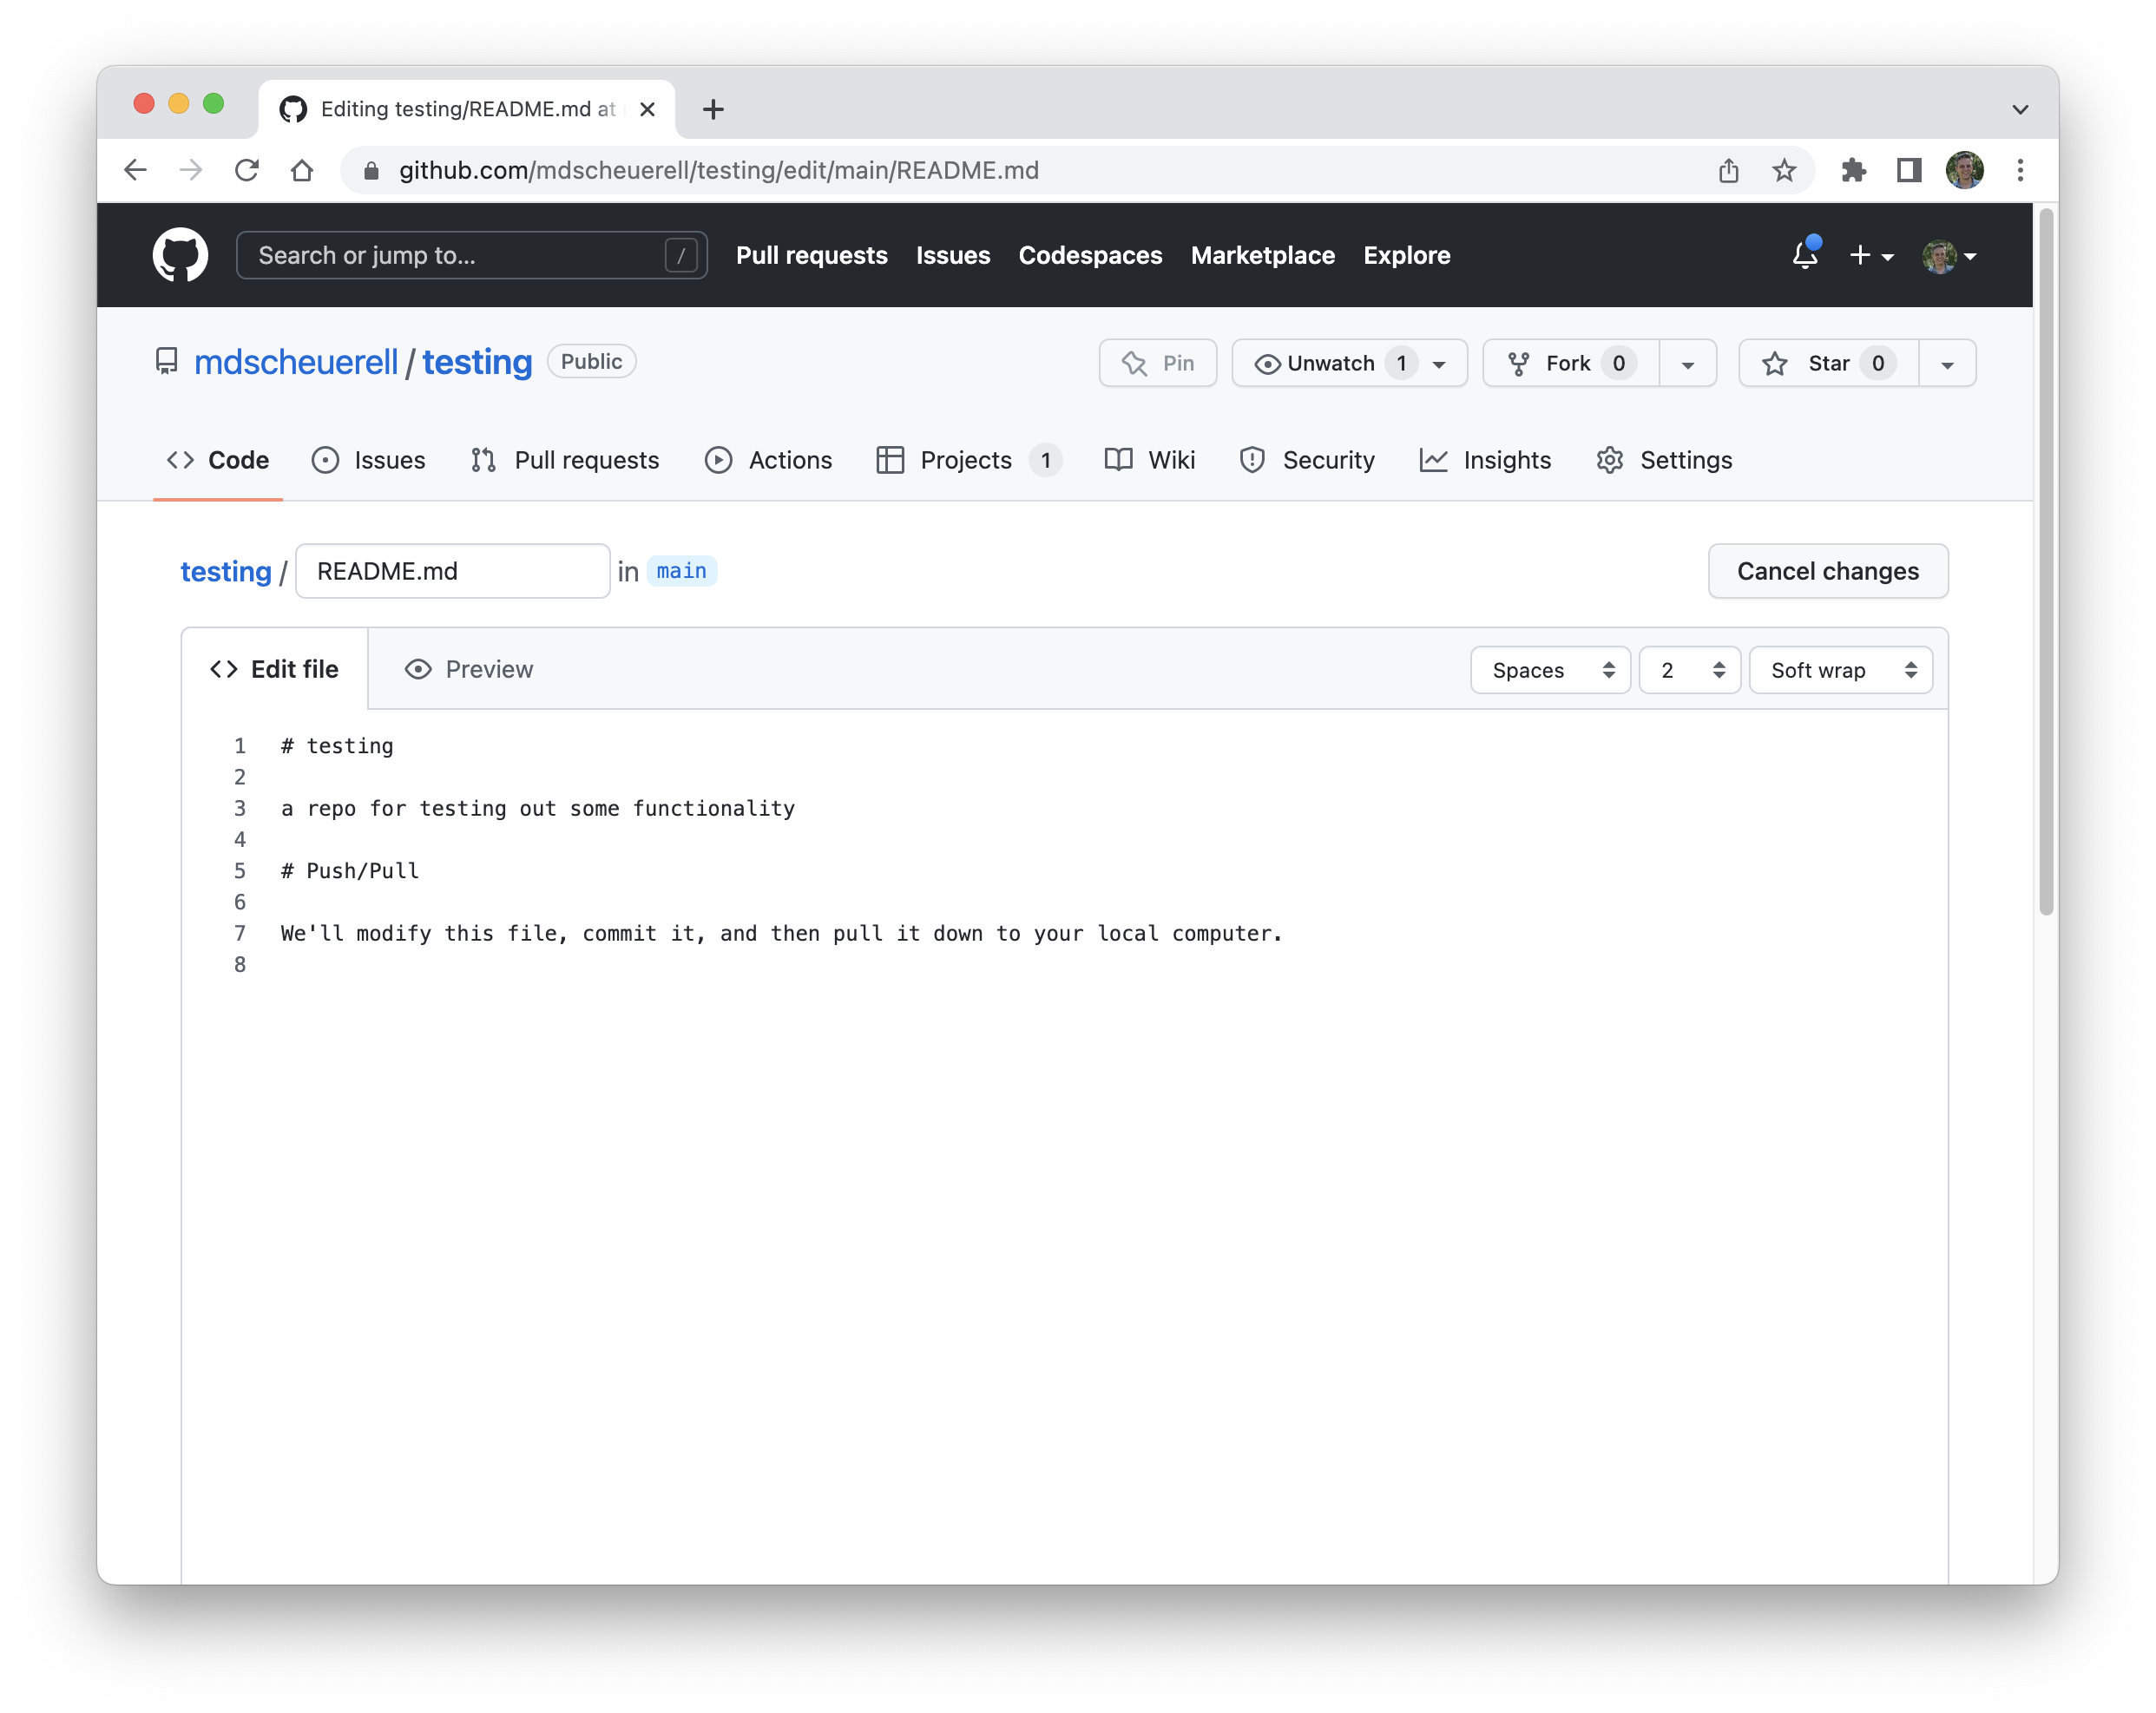 Editing testing/README.md at
github.com/mdscheuerell/testing/edit/main/README.md
Search or jump to... / Pull requests Issues Codespaces Marketplace Explore
mdscheuerell / testing Public Pin Unwatch 1 Fork 0 Star 0
Code Issues Pull requests Actions Projects 1 Wiki Security Insights Settings
testing / README.md in main Cancel changes
Edit file Preview Spaces 2 Soft wrap
1 # testing
2
3 a repo for testing out some functionality
4
5 # Push/Pull
6
7 We'll modify this file, commit it, and then pull it down to your local computer.
8